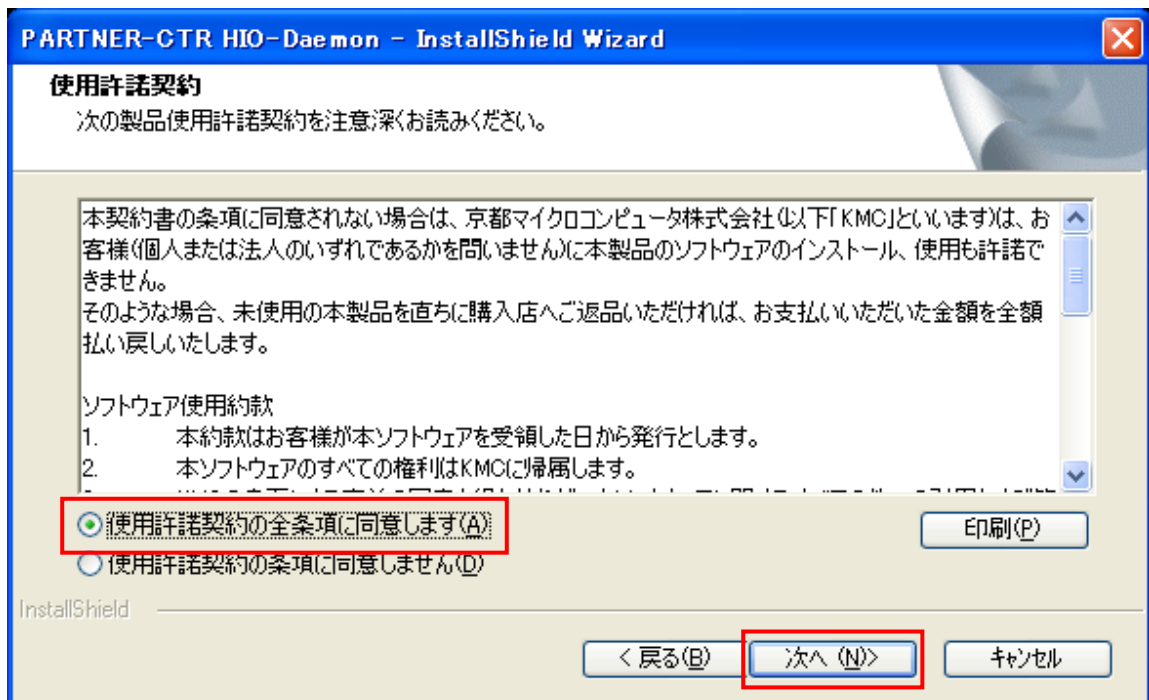 PARTNER-CTR HIO-Daemon - InstallShield Wizard
使用許諾契約
次の製品使用許諾契約を注意深くお読みください。
本契約書の条項に同意されない場合は、京都マイクロコンピュータ株式会社(以下「KMC」といいます)は、お
客様(個人または法人のいずれであるかを問いません)に本製品のソフトウェアのインストール、使用も許諾で
きません。
そのような場合、未使用の本製品を直ちに購入店へご返品いただければ、お支払いいただいた金額を全額
払い戻しいたします。
ソフトウェア使用約款
1. 本約款はお客様が本ソフトウェアを受領した日から発行とします。
2. 本ソフトウェアのすべての権利はKMCに帰属します。
使用許諾契約の全条項に同意します(A)
印刷(P)
使用許諾契約の条項に同意しません(D)
InstallShield
< 戻る(B)
次へ (N)>
キャンセル